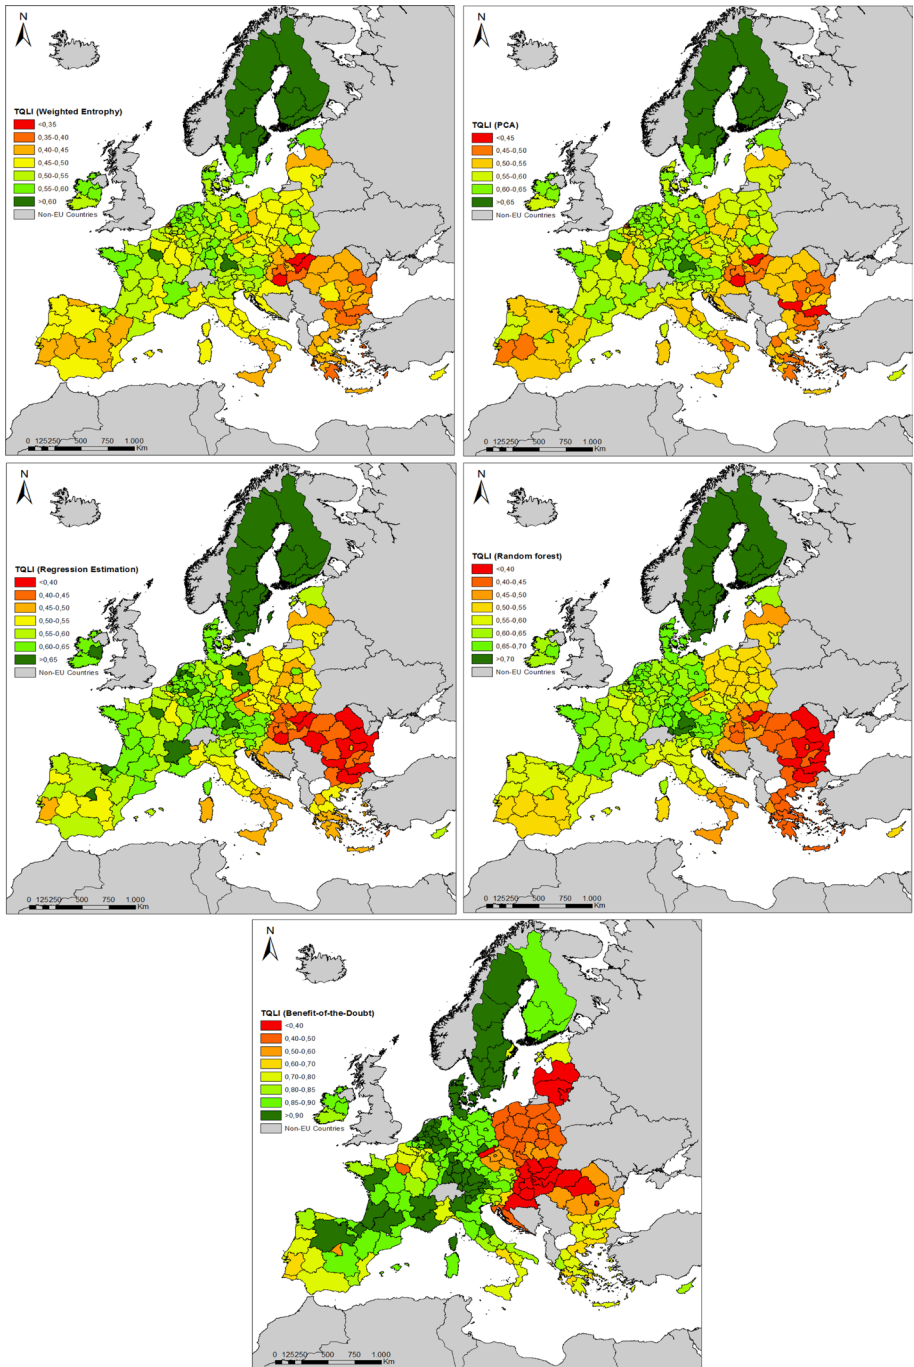 N
TQLI (Weighted Entrophy)
<0,35
0,35-0,40
0,40-0,45
0,45-0,50
0,50-0,55
0,55-0,60
>0,60
Non-EU Countries
0 125250 500 750 1.000
Km
N
TQLI (PCA)
<0,45
0,45-0,50
0,50-0,55
0,55-0,60
0,60-0,65
>0,65
Non-EU Countries
0 125250 500 750 1.000
Km
N
TQLI (Regression Estimation)
<0,40
0,40-0,45
0,45-0,50
0,50-0,55
0,55-0,60
0,60-0,65
>0,65
Non-EU Countries
0 125250 500 750 1.000
Km
N
TQLI (Random forest)
<0,40
0,40-0,45
0,45-0,50
0,50-0,55
0,55-0,60
0,60-0,65
0,65-0,70
>0,70
Non-EU Countries
0 125250 500 750 1.000
Km
N
TQLI (Benefit-of-the-Doubt)
<0,40
0,40-0,50
0,50-0,60
0,60-0,70
0,70-0,80
0,80-0,85
0,85-0,90
>0,90
Non-EU Countries
0 125250 500 750 1.000
Km